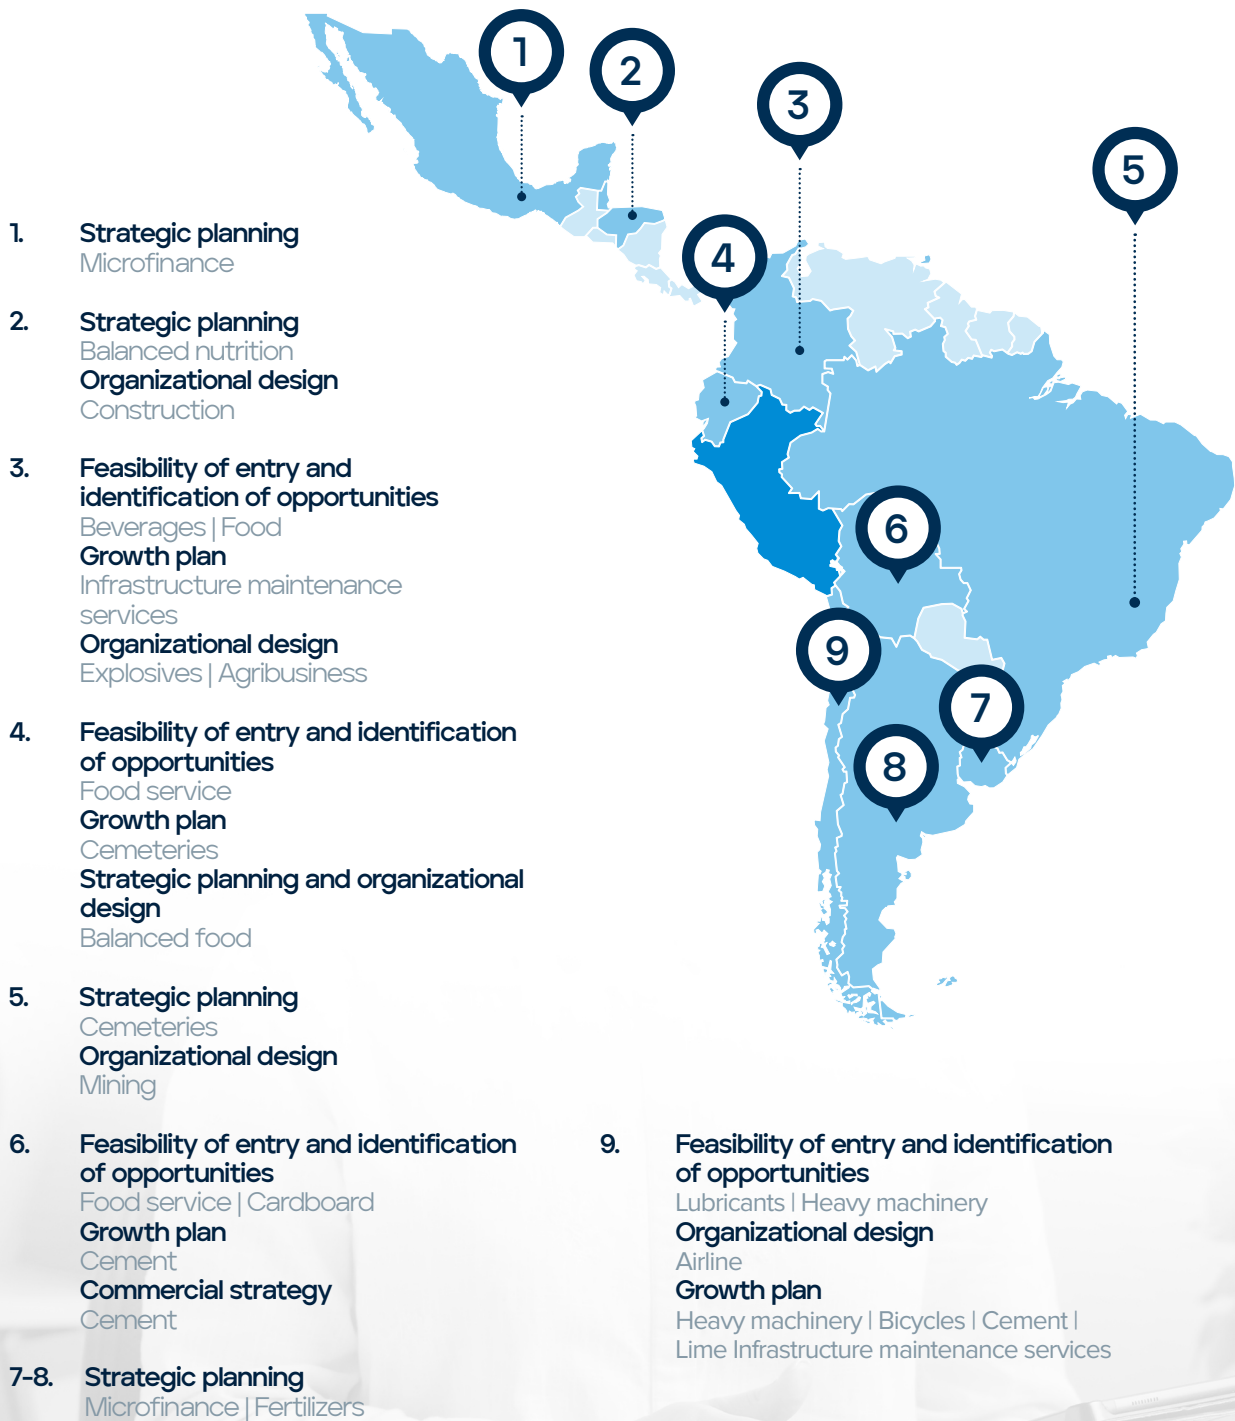 1
2
3
5
4
6
9
7
8
1. Strategic planning
Microfinance
2. Strategic planning
Balanced nutrition
Organizational design
Construction
3. Feasibility of entry and
identification of opportunities
Beverages | Food
Growth plan
Infrastructure maintenance
services
Organizational design
Explosives | Agribusiness
4. Feasibility of entry and identification
of opportunities
Food service
Growth plan
Cemeteries
Strategic planning and organizational
design
Balanced food
5. Strategic planning
Cemeteries
Organizational design
Mining
6. Feasibility of entry and identification
of opportunities
Food service | Cardboard
Growth plan
Cement
Commercial strategy
Cement
7-8. Strategic planning
Microfinance | Fertilizers
9. Feasibility of entry and identification
of opportunities
Lubricants | Heavy machinery
Organizational design
Airline
Growth plan
Heavy machinery | Bicycles | Cement |
Lime Infrastructure maintenance services